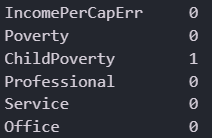 IncomePerCapErr 0
Poverty 0
ChildPoverty 1
Professional 0
Service 0
Office 0